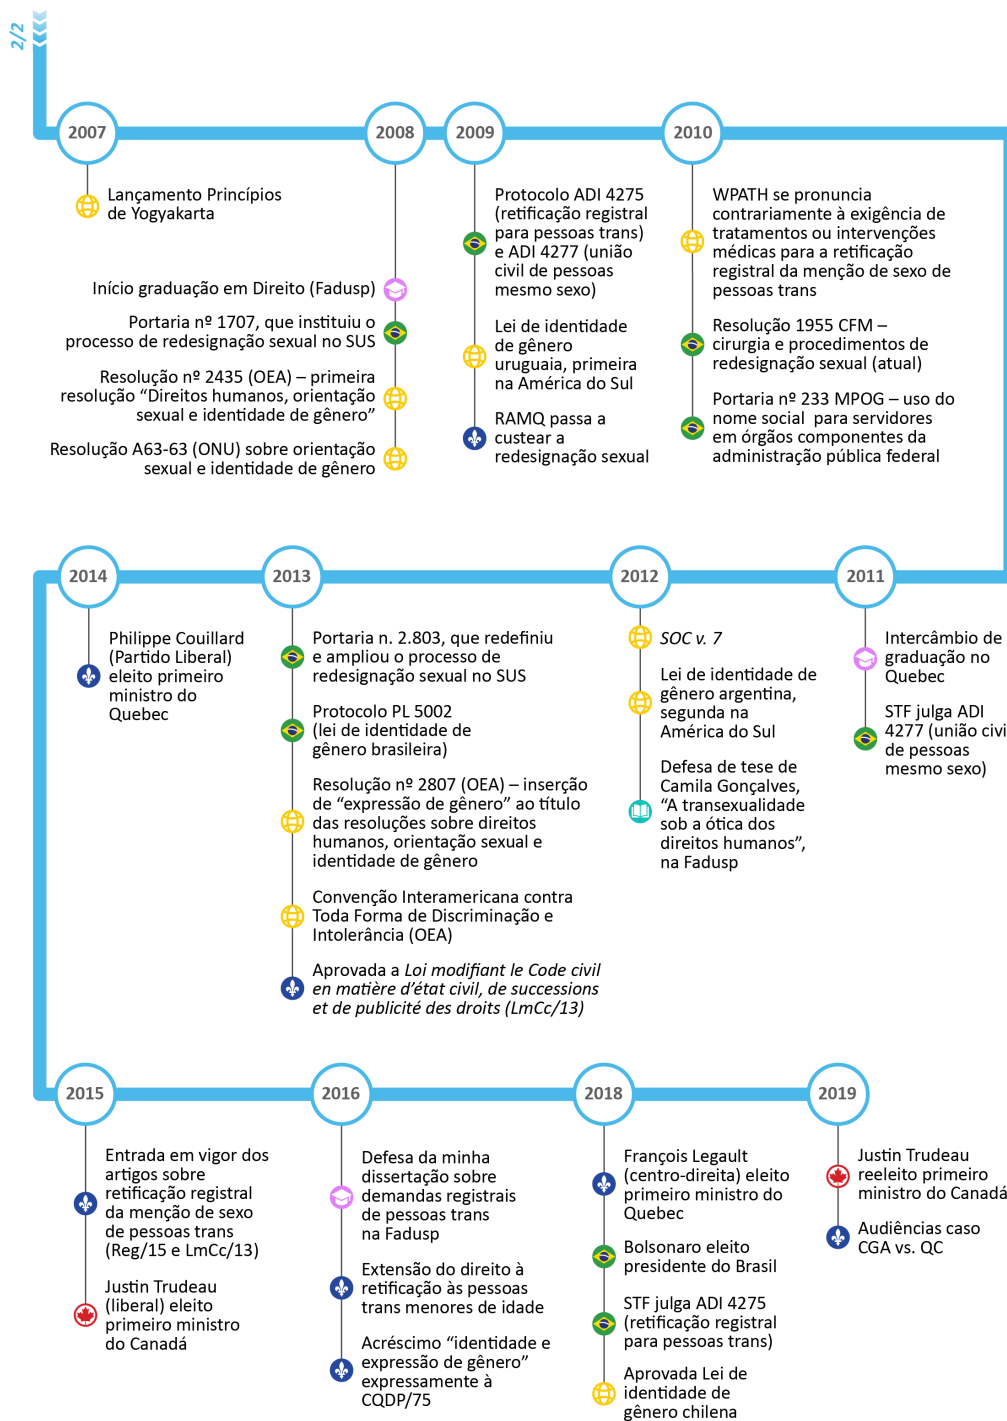 2/2
2007
Lançamento Princípios
de Yogyakarta
2008
Início graduação em Direito (Fadusp)
Portaria nº 1707, que instituiu o
processo de redesignação sexual no SUS
Resolução nº 2435 (OEA) – primeira
resolução “Direitos humanos, orientação
sexual e identidade de gênero”
Resolução A63-63 (ONU) sobre orientação
sexual e identidade de gênero
2009
Protocolo ADI 4275
(retificação registral
para pessoas trans)
e ADI 4277 (união
civil de pessoas
mesmo sexo)
Lei de identidade
de gênero
uruguaia, primeira
na América do Sul
RAMQ passa a
custear a
redesignação sexual
2010
WPATH se pronuncia
contrariamente à exigência de
tratamentos ou intervenções
médicas para a retificação
registral da menção de sexo de
pessoas trans
Resolução 1955 CFM –
cirurgia e procedimentos de
redesignação sexual (atual)
Portaria nº 233 MPOG – uso do
nome social para servidores
em órgãos componentes da
administração pública federal
2011
Intercâmbio de
graduação no
Quebec
STF julga ADI
4277 (união civi
de pessoas
mesmo sexo)
2012
SOC v. 7
Lei de identidade de
gênero argentina,
segunda na
América do Sul
Defesa de tese de
Camila Gonçalves,
“A transexualidade
sob a ótica dos
direitos humanos”,
na Fadusp
2013
Portaria n. 2.803, que redefiniu
e ampliou o processo de
redesignação sexual no SUS
Protocolo PL 5002
(lei de identidade de
gênero brasileira)
Resolução nº 2807 (OEA) – inserção
de “expressão de gênero” ao título
das resoluções sobre direitos
humanos, orientação sexual e
identidade de gênero
Convenção Interamericana contra
Toda Forma de Discriminação e
Intolerância (OEA)
Aprovada a Loi modifiant le Code civil
en matière d’état civil, de successions
et de publicité des droits (LmCc/13)
2014
Philippe Couillard
(Partido Liberal)
eleito primeiro
ministro do
Quebec
2015
Entrada em vigor dos
artigos sobre
retificação registral
da menção de sexo
de pessoas trans
(Reg/15 e LmCc/13)
Justin Trudeau
(liberal) eleito
primeiro ministro
do Canadá
2016
Defesa da minha
dissertação sobre
demandas registrais
de pessoas trans
na Fadusp
Extensão do direito à
retificação às pessoas
trans menores de idade
Acréscimo “identidade e
expressão de gênero”
expressamente à
CQDP/75
2018
François Legault
(centro-direita) eleito
primeiro ministro do
Quebec
Bolsonaro eleito
presidente do Brasil
STF julga ADI 4275
(retificação registral
para pessoas trans)
Aprovada Lei de
identidade de
gênero chilena
2019
Justin Trudeau
reeleito primeiro
ministro do Canadá
Audiências caso
CGA vs. QC